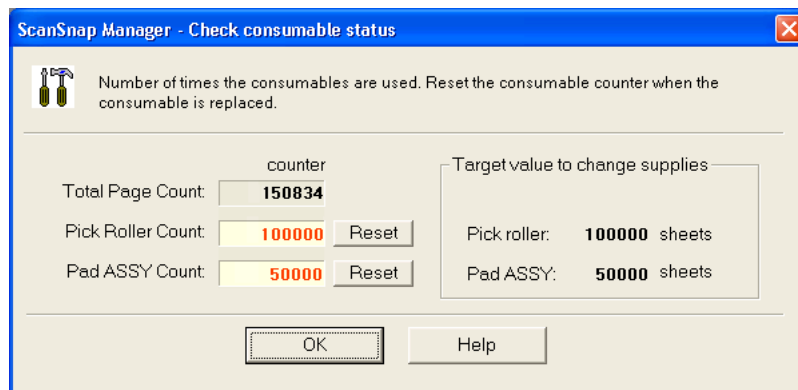 ScanSnap Manager - Check consumable status
Number of times the consumables are used. Reset the consumable counter when the
consumable is replaced.
counter
Target value to change supplies
Total Page Count: 150834
Pick Roller Count: 100000 Reset
Pick roller: 100000 sheets
Pad ASSY Count: 50000 Reset
Pad ASSY: 50000 sheets
OK
Help